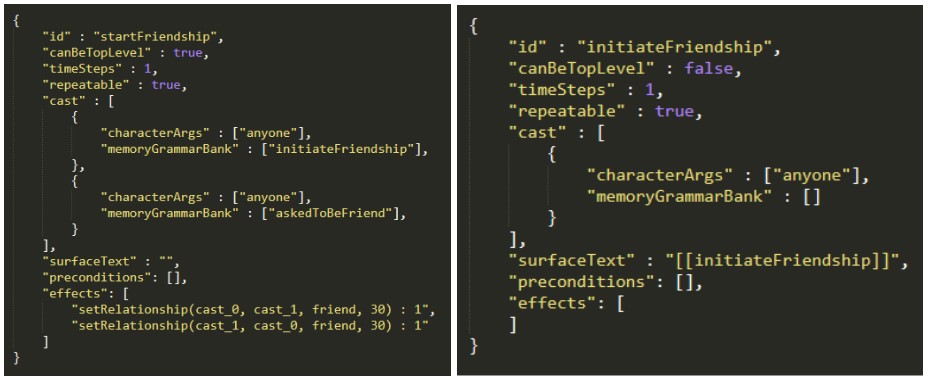 {
    "id" : "startFriendship",
    "canBeTopLevel" : true,
    "timeSteps" : 1,
    "repeatable" : true,
    "cast" : [
        {
            "characterArgs" : ["anyone"],
            "memoryGrammarBank" : ["initiateFriendship"],
        },
        {
            "characterArgs" : ["anyone"],
            "memoryGrammarBank" : ["askedToBeFriend"],
        }
    ],
    "surfaceText" : "",
    "preconditions": [],
    "effects": [
        "setRelationship(cast_0, cast_1, friend, 30) : 1",
        "setRelationship(cast_1, cast_0, friend, 30) : 1"
    ]
}
{
    "id" : "initiateFriendship",
    "canBeTopLevel" : false,
    "timeSteps" : 1,
    "repeatable" : true,
    "cast" : [
        {
            "characterArgs" : ["anyone"],
            "memoryGrammarBank" : []
        }
    ],
    "surfaceText" : "[[initiateFriendship]]",
    "preconditions": [],
    "effects": [
    ]
}